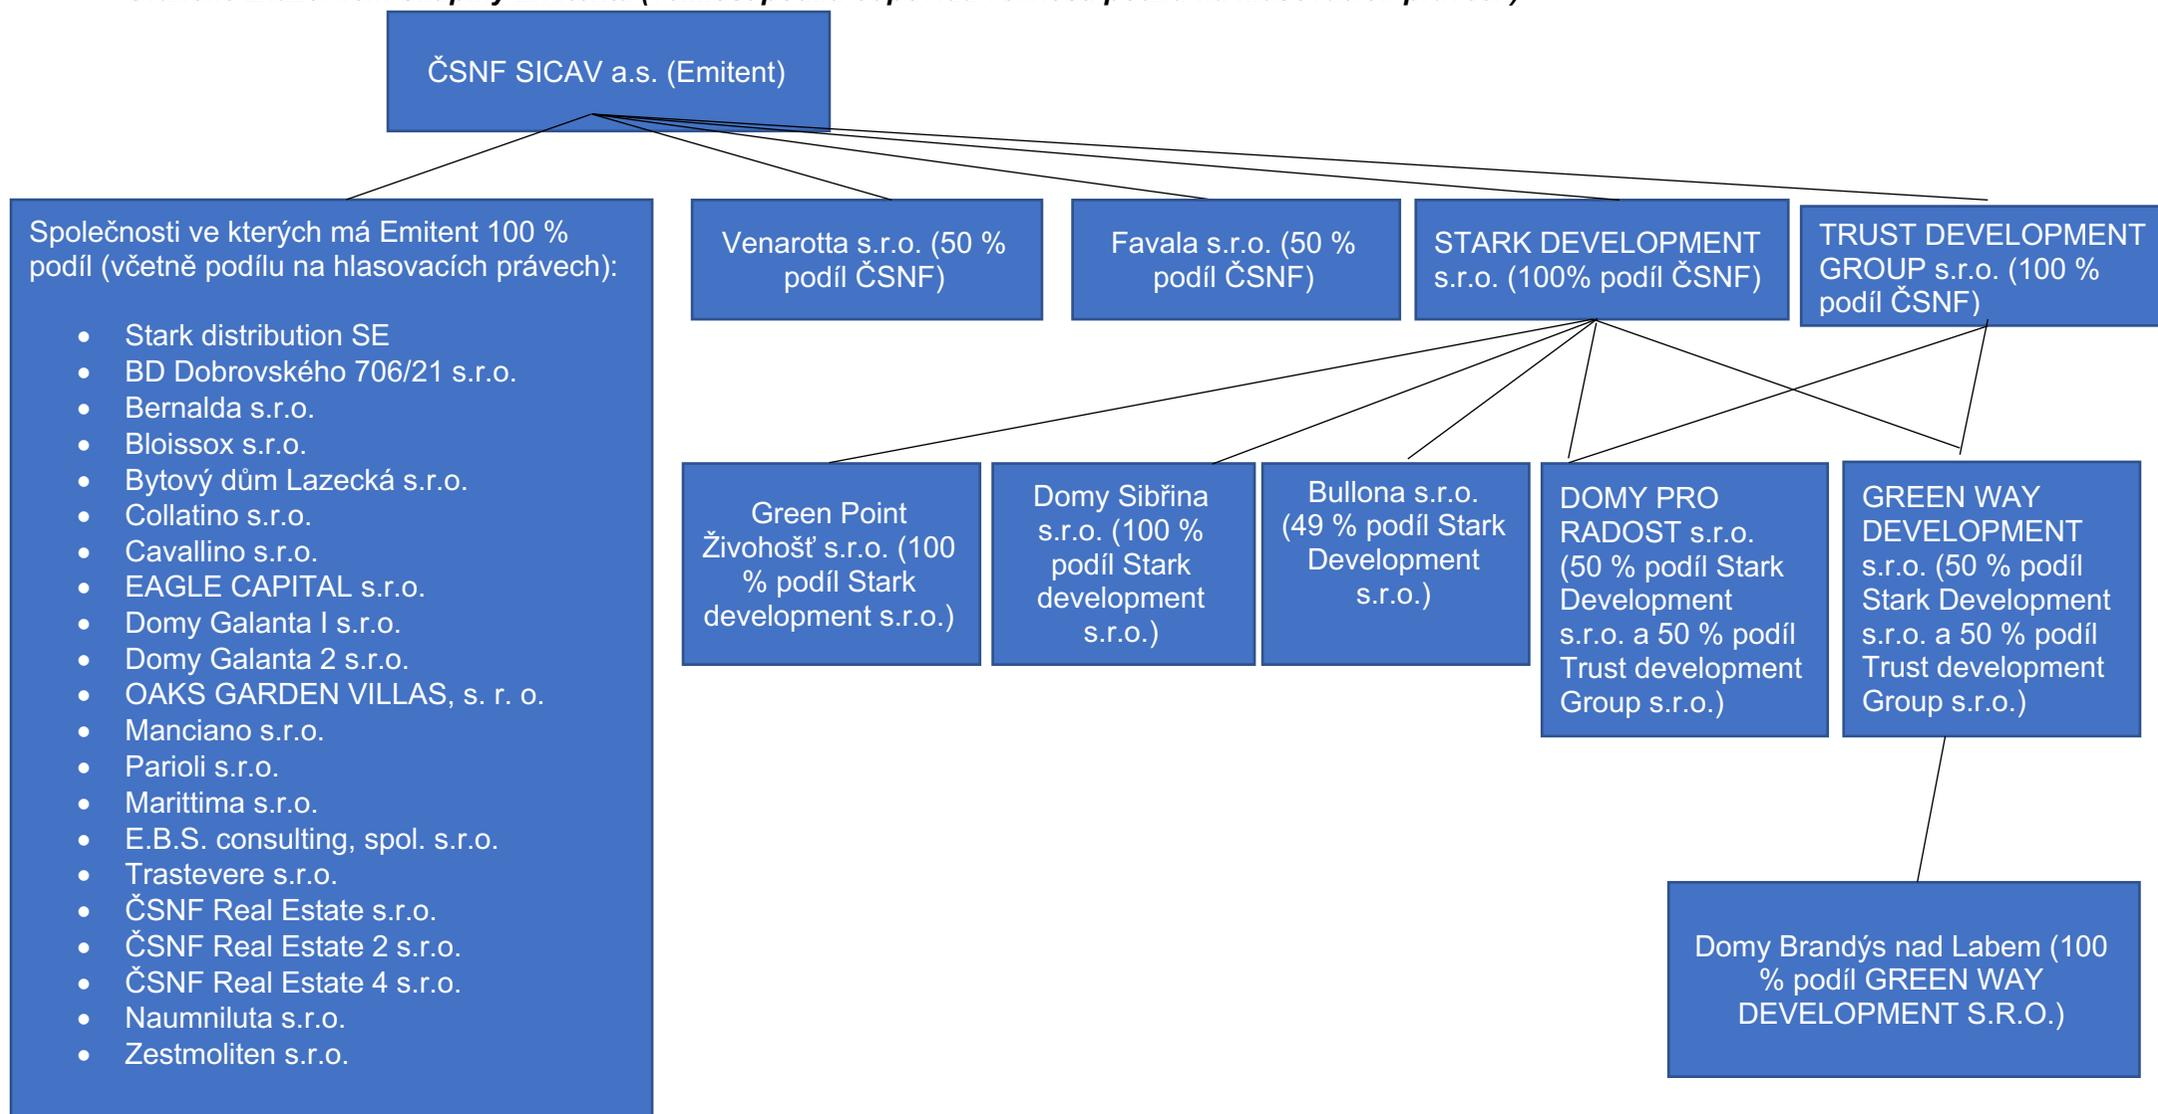 ČSNF SICAV a.s. (Emitent)
Společnosti ve kterých má Emitent 100 %
podíl (včetně podílu na hlasovacích právech):
• Stark distribution SE
• BD Dobrovského 706/21 s.r.o.
• Bernalda s.r.o.
• Bloissox s.r.o.
• Bytový dům Lazecká s.r.o.
• Collatino s.r.o.
• Cavallino s.r.o.
• EAGLE CAPITAL s.r.o.
• Domy Galanta I s.r.o.
• Domy Galanta 2 s.r.o.
• OAKS GARDEN VILLAS, s. r. o.
• Manciano s.r.o.
• Parioli s.r.o.
• Marittima s.r.o.
• E.B.S. consulting, spol. s.r.o.
• Trastevere s.r.o.
• ČSNF Real Estate s.r.o.
• ČSNF Real Estate 2 s.r.o.
• ČSNF Real Estate 4 s.r.o.
• Naumniluta s.r.o.
• Zestmoliten s.r.o.
Venarotta s.r.o. (50 %
podíl ČSNF)
Favala s.r.o. (50 %
podíl ČSNF)
STARK DEVELOPMENT
s.r.o. (100% podíl ČSNF)
TRUST DEVELOPMENT
GROUP s.r.o. (100 %
podíl ČSNF)
Green Point
Živohošť s.r.o. (100
% podíl Stark
development s.r.o.)
Domy Sibřina
s.r.o. (100 %
podíl Stark
development
s.r.o.)
Bullona s.r.o.
(49 % podíl Stark
Development
s.r.o.)
DOMY PRO
RADOST s.r.o.
(50 % podíl Stark
Development
s.r.o. a 50 % podíl
Trust development
Group s.r.o.)
GREEN WAY
DEVELOPMENT
s.r.o. (50 % podíl
Stark Development
s.r.o. a 50 % podíl
Trust development
Group s.r.o.)
Domy Brandýs nad Labem (100
% podíl GREEN WAY
DEVELOPMENT S.R.O.)